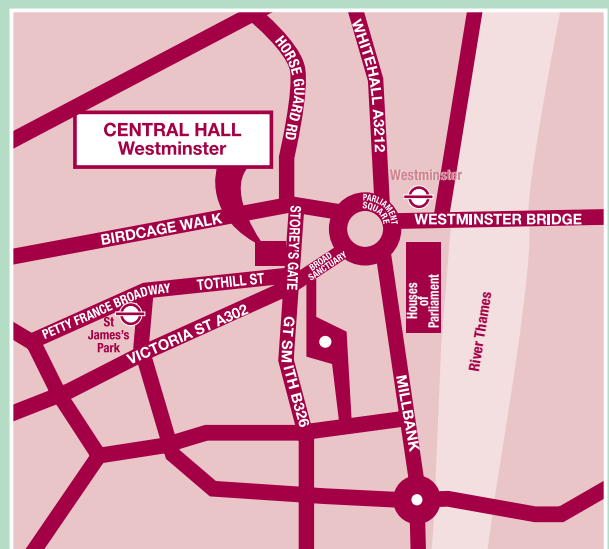 HORSE GUARD RD
WHITEHALL A3212
CENTRAL HALL
Westminster
Westminster
PARLIAMENT
SQUARE
WESTMINSTER BRIDGE
BIRDCAGE WALK
STOREY'S GATE
BROAD
SANCTUARY
TOTHILL ST
PETTY FRANCE BROADWAY
St
James's
Park
VICTORIA ST A302
GT SMITH B326
Houses
of
Parliament
River Thames
MILLBANK